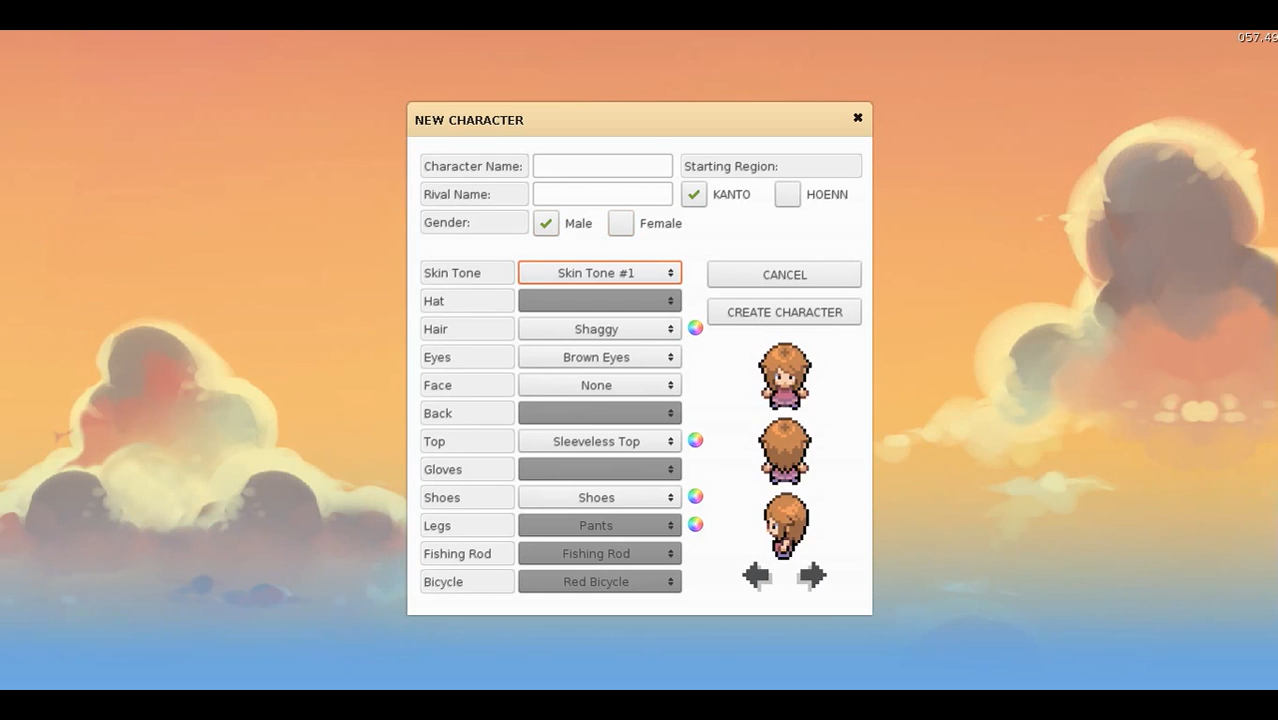 057.49
NEW CHARACTER
Character Name:
Starting Region:
Rival Name:
KANTO
HOENN
Gender:
Male
Female
Skin Tone
Skin Tone #1
CANCEL
Hat
CREATE CHARACTER
Hair
Shaggy
Eyes
Brown Eyes
Face
None
Back
Top
Sleeveless Top
Gloves
Shoes
Shoes
Legs
Pants
Fishing Rod
Fishing Rod
Bicycle
Red Bicycle